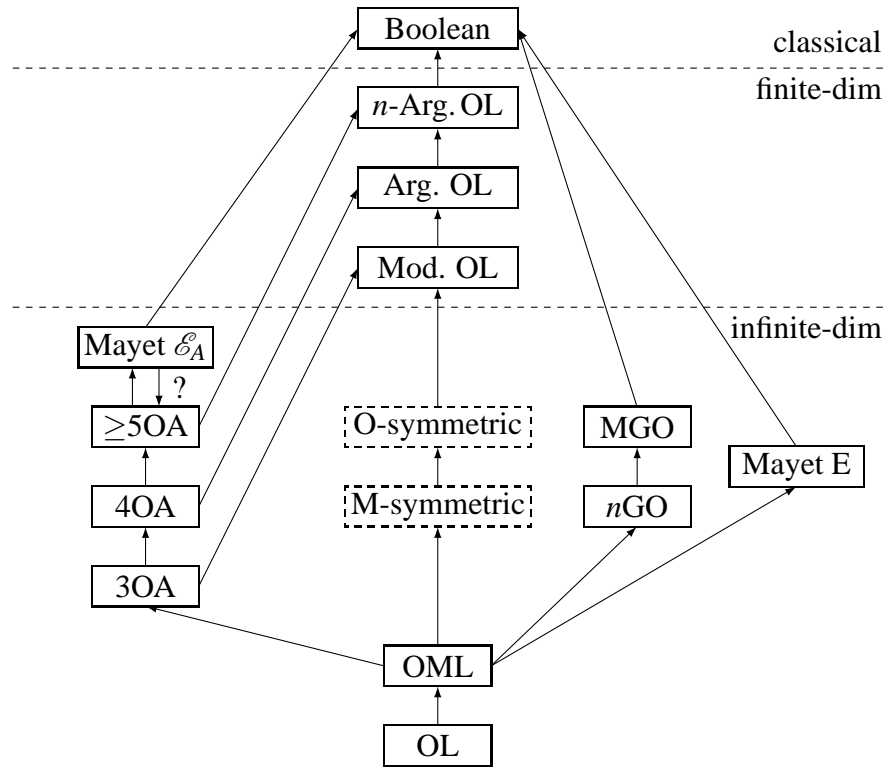 Boolean
classical
finite-dim
n-Arg. OL
Arg. OL
Mod. OL
infinite-dim
Mayet ℰ_A
?
≥5OA
O-symmetric
MGO
Mayet E
4OA
M-symmetric
nGO
3OA
OML
OL